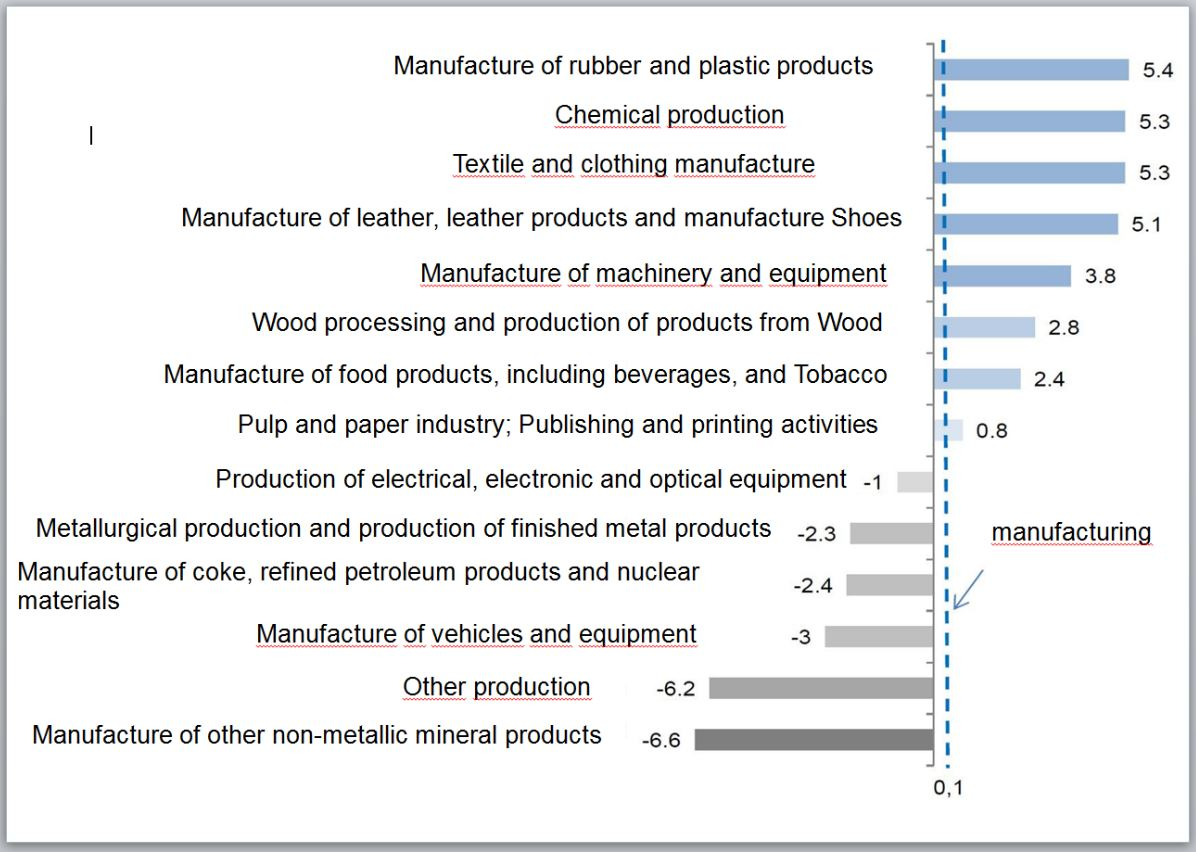 Manufacture of rubber and plastic products 5.4
Chemical production 5.3
Textile and clothing manufacture 5.3
Manufacture of leather, leather products and manufacture Shoes 5.1
Manufacture of machinery and equipment 3.8
Wood processing and production of products from Wood 2.8
Manufacture of food products, including beverages, and Tobacco 2.4
Pulp and paper industry; Publishing and printing activities 0.8
Production of electrical, electronic and optical equipment -1
Metallurgical production and production of finished metal products -2.3
manufacturing
Manufacture of coke, refined petroleum products and nuclear
materials -2.4
Manufacture of vehicles and equipment -3
Other production -6.2
Manufacture of other non-metallic mineral products -6.6
0,1